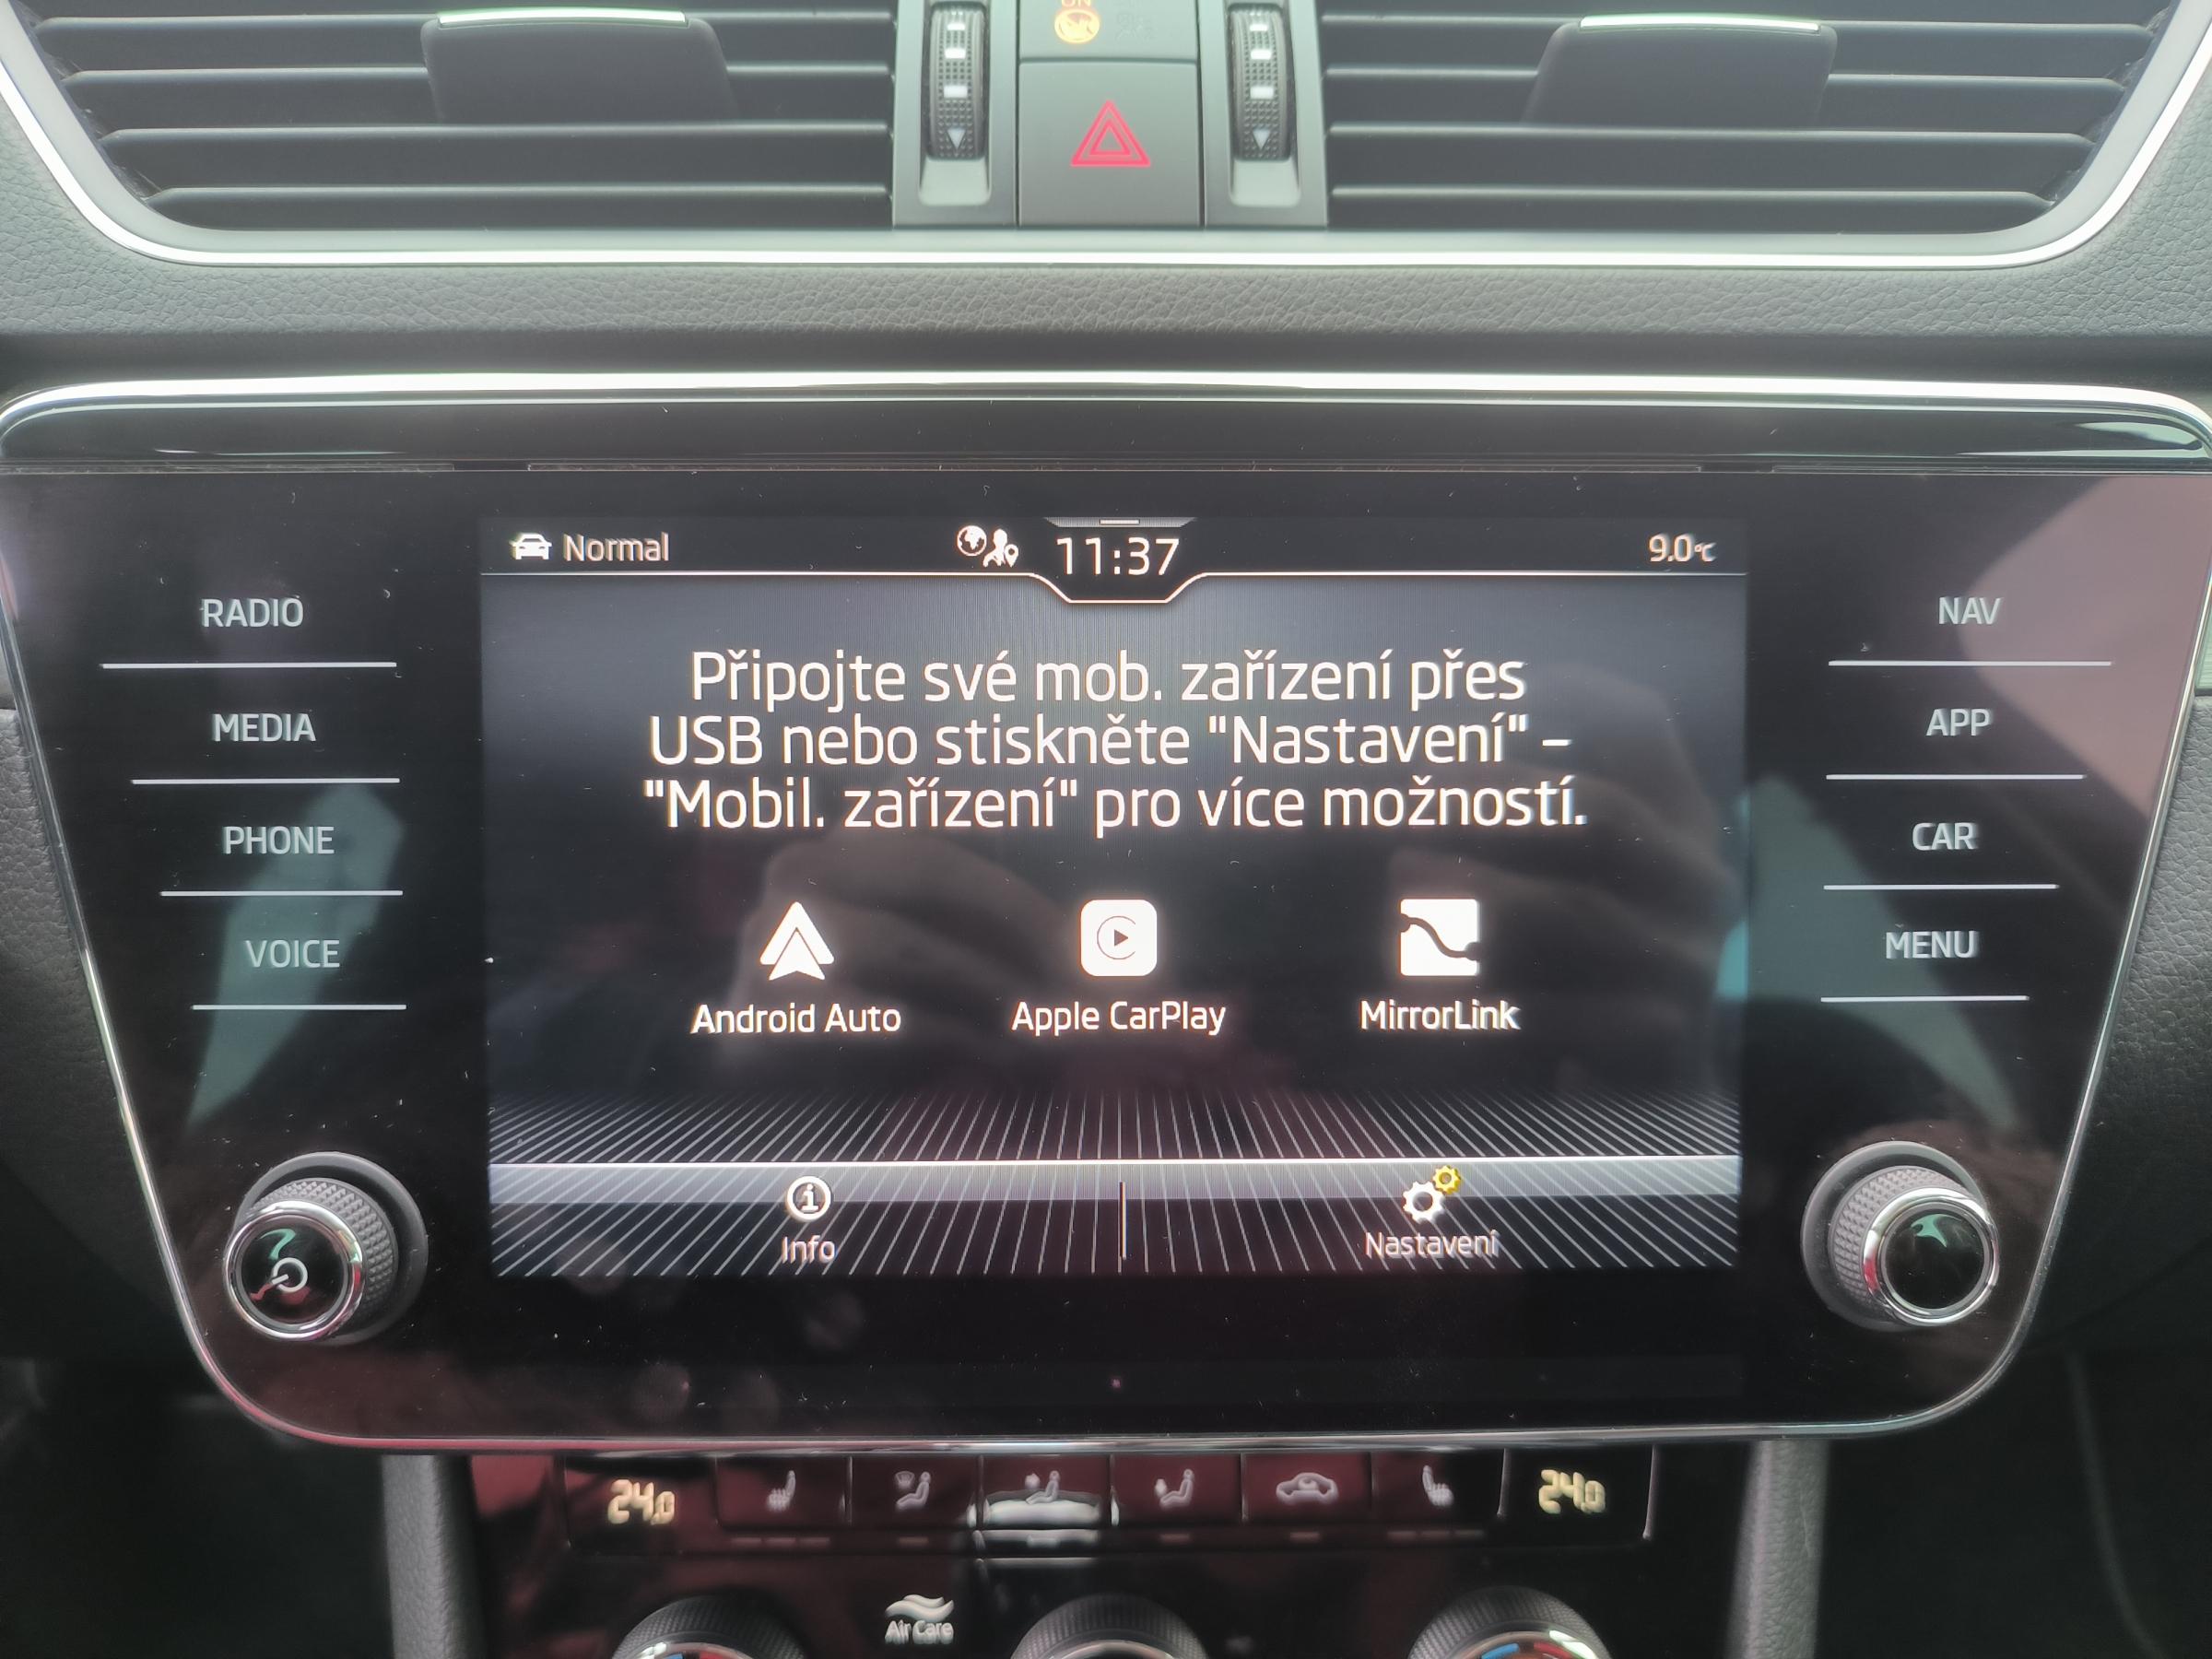 Normal
11:37
9.0°C
RADIO
MEDIA
PHONE
VOICE
Připojte své mob. zařízení přes
USB nebo stiskněte "Nastavení" –
"Mobil. zařízení" pro více možností.
Android Auto
Apple CarPlay
MirrorLink
Info
Nastavení
NAV
APP
CAR
MENU
24.0
24.0
Air Care